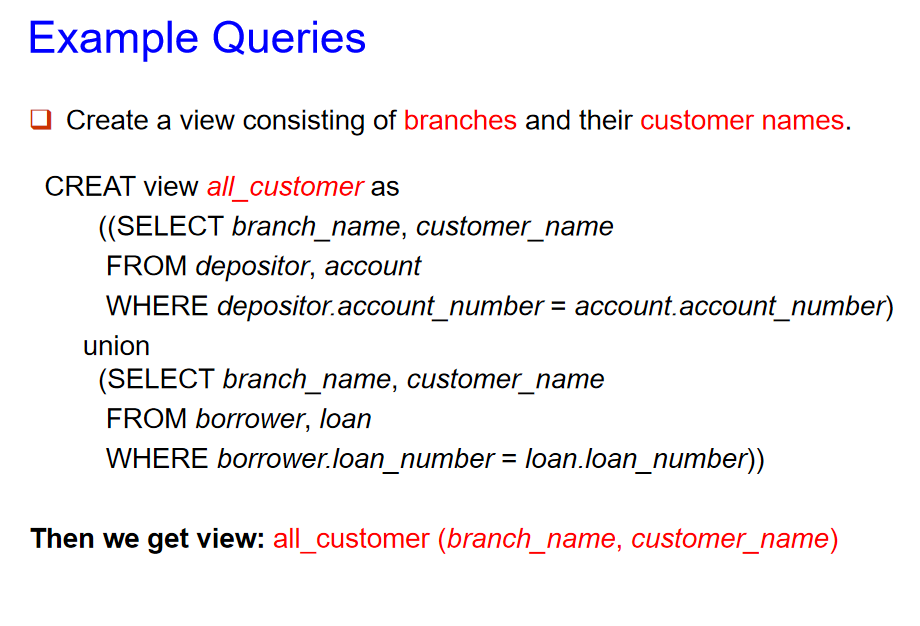 Example Queries
❑ Create a view consisting of branches and their customer names.
CREAT view all_customer as
((SELECT branch_name, customer_name
FROM depositor, account
WHERE depositor.account_number = account.account_number)
union
(SELECT branch_name, customer_name
FROM borrower, loan
WHERE borrower.loan_number = loan.loan_number))
Then we get view: all_customer (branch_name, customer_name)